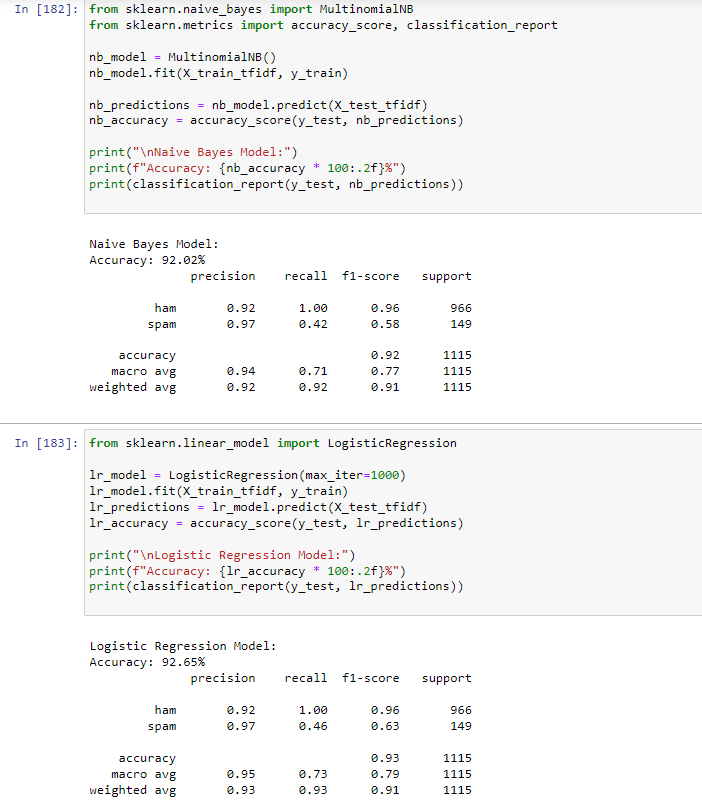 In [182]: from sklearn.naive_bayes import MultinomialNB
from sklearn.metrics import accuracy_score, classification_report
nb_model = MultinomialNB()
nb_model.fit(X_train_tfidf, y_train)
nb_predictions = nb_model.predict(X_test_tfidf)
nb_accuracy = accuracy_score(y_test, nb_predictions)
print("\nNaive Bayes Model:")
print(f"Accuracy: {nb_accuracy * 100:.2f}%")
print(classification_report(y_test, nb_predictions))
Naive Bayes Model:
Accuracy: 92.02%
precision recall f1-score support
ham 0.92 1.00 0.96 966
spam 0.97 0.42 0.58 149
accuracy 0.92 1115
macro avg 0.94 0.71 0.77 1115
weighted avg 0.92 0.92 0.91 1115
In [183]: from sklearn.linear_model import LogisticRegression
lr_model = LogisticRegression(max_iter=1000)
lr_model.fit(X_train_tfidf, y_train)
lr_predictions = lr_model.predict(X_test_tfidf)
lr_accuracy = accuracy_score(y_test, lr_predictions)
print("\nLogistic Regression Model:")
print(f"Accuracy: {lr_accuracy * 100:.2f}%")
print(classification_report(y_test, lr_predictions))
Logistic Regression Model:
Accuracy: 92.65%
precision recall f1-score support
ham 0.92 1.00 0.96 966
spam 0.97 0.46 0.63 149
accuracy 0.93 1115
macro avg 0.95 0.73 0.79 1115
weighted avg 0.93 0.93 0.91 1115